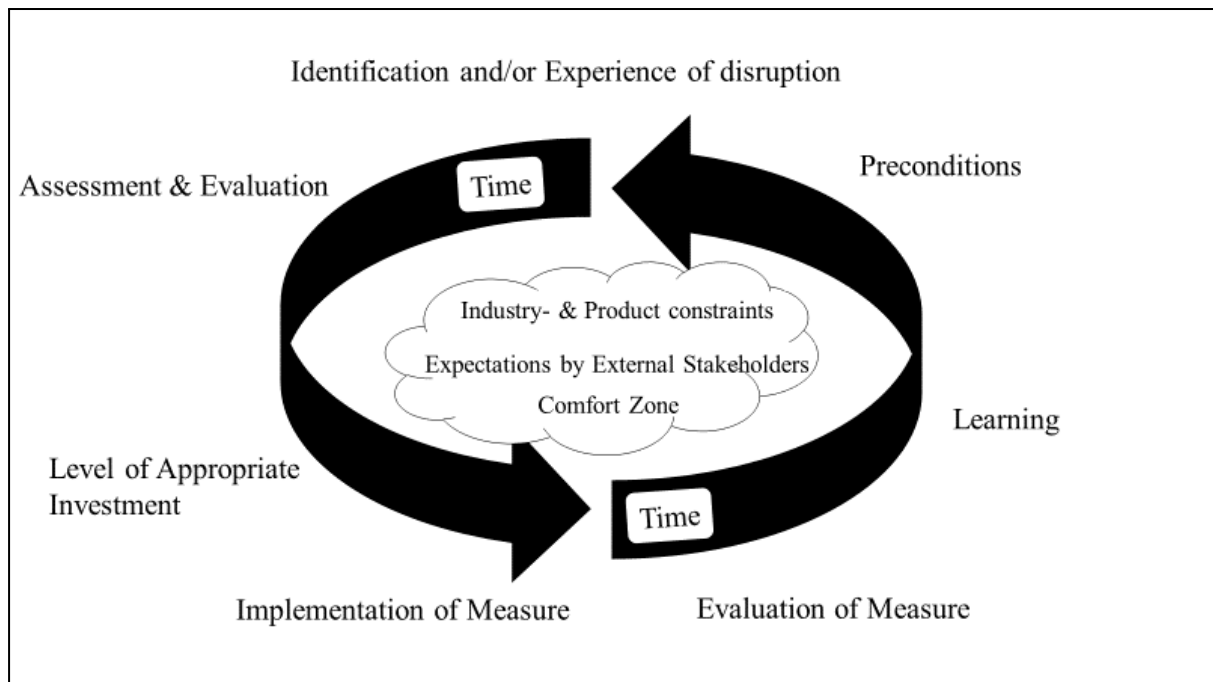 Identification and/or Experience of disruption
Preconditions
Time
Assessment & Evaluation
Industry- & Product constraints
Expectations by External Stakeholders
Comfort Zone
Learning
Level of Appropriate
Investment
Time
Implementation of Measure
Evaluation of Measure